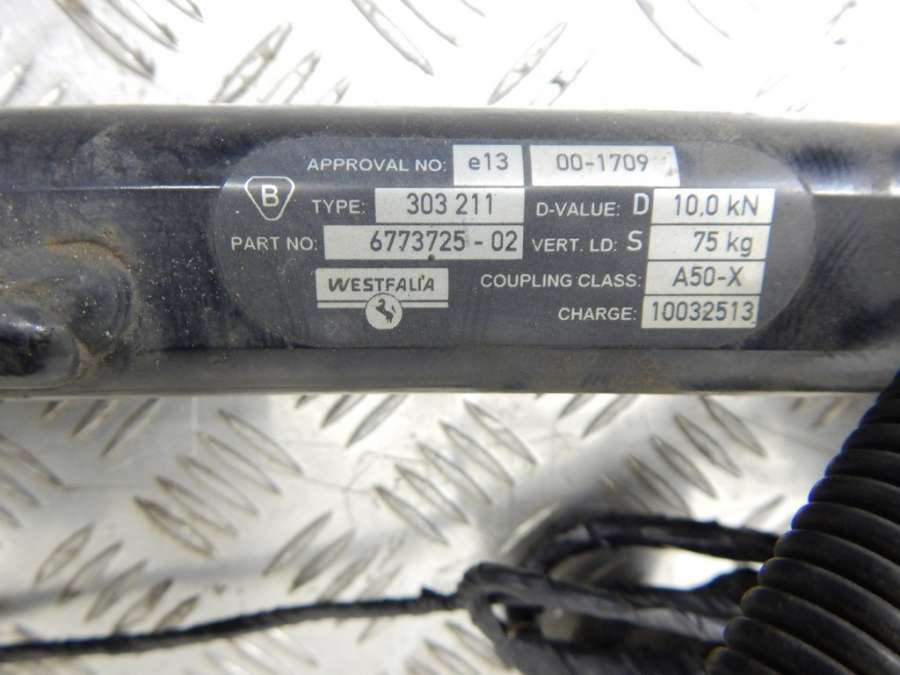 APPROVAL NO: e13 00-1709
B
TYPE: 303 211 D-VALUE: D 10,0 kN
PART NO: 6773725-02 VERT. LD: S 75 kg
WESTFALIA COUPLING CLASS: A50-X
CHARGE: 10032513